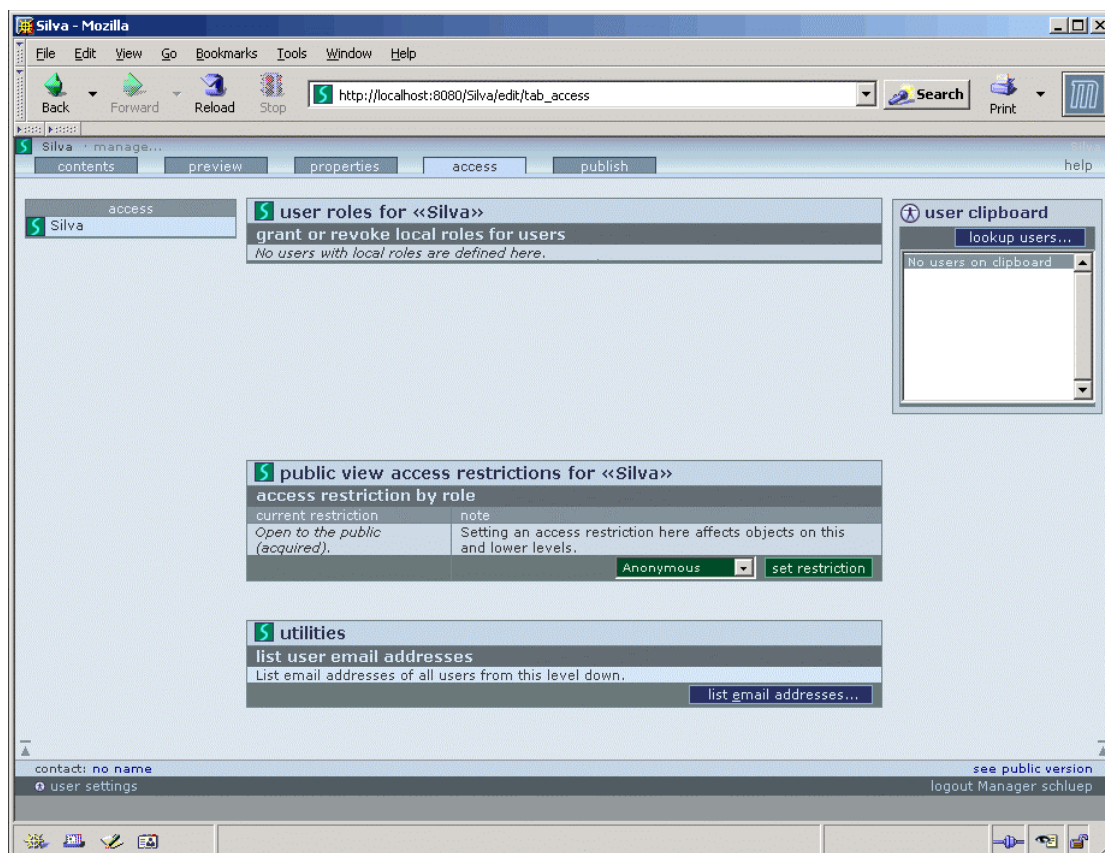 Silva - Mozilla
File Edit View Go Bookmarks Tools Window Help
Back Forward Reload Stop http://localhost:8080/Silva/edit/tab_access Search Print
Silva · manage...
Silva
contents preview properties access publish help
access
Silva
user roles for «Silva»
grant or revoke local roles for users
No users with local roles are defined here.
user clipboard
lookup users...
No users on clipboard
public view access restrictions for «Silva»
access restriction by role
current restriction note
Open to the public Setting an access restriction here affects objects on this
(acquired). and lower levels.
Anonymous set restriction
utilities
list user email addresses
List email addresses of all users from this level down.
list email addresses...
contact: no name see public version
user settings logout Manager schluep